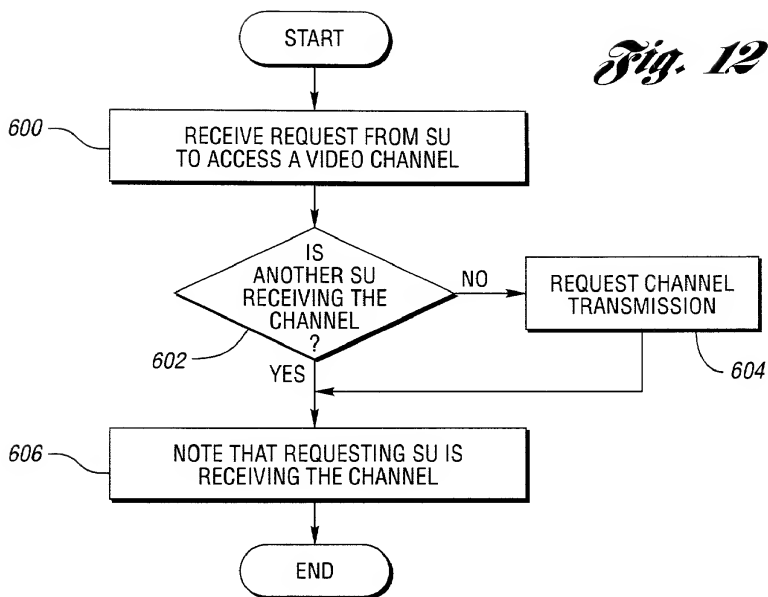 START
Fig. 12
600
RECEIVE REQUEST FROM SU
TO ACCESS A VIDEO CHANNEL
IS
ANOTHER SU
RECEIVING THE
CHANNEL
?
NO
REQUEST CHANNEL
TRANSMISSION
602
604
YES
606
NOTE THAT REQUESTING SU IS
RECEIVING THE CHANNEL
END